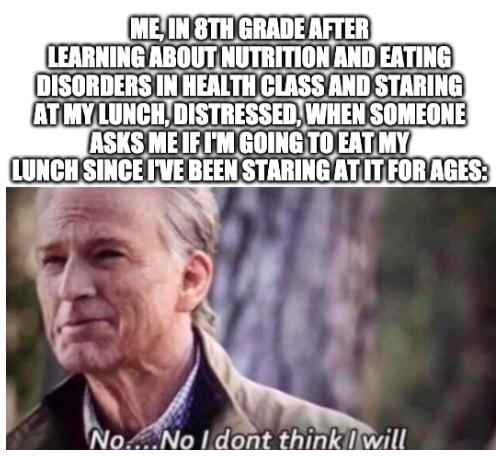 ME, IN 8TH GRADE AFTER
LEARNING ABOUT NUTRITION AND EATING
DISORDERS IN HEALTH CLASS AND STARING
AT MY LUNCH, DISTRESSED, WHEN SOMEONE
ASKS ME IF I'M GOING TO EAT MY
LUNCH SINCE I'VE BEEN STARING AT IT FOR AGES:
No....No I dont think I will